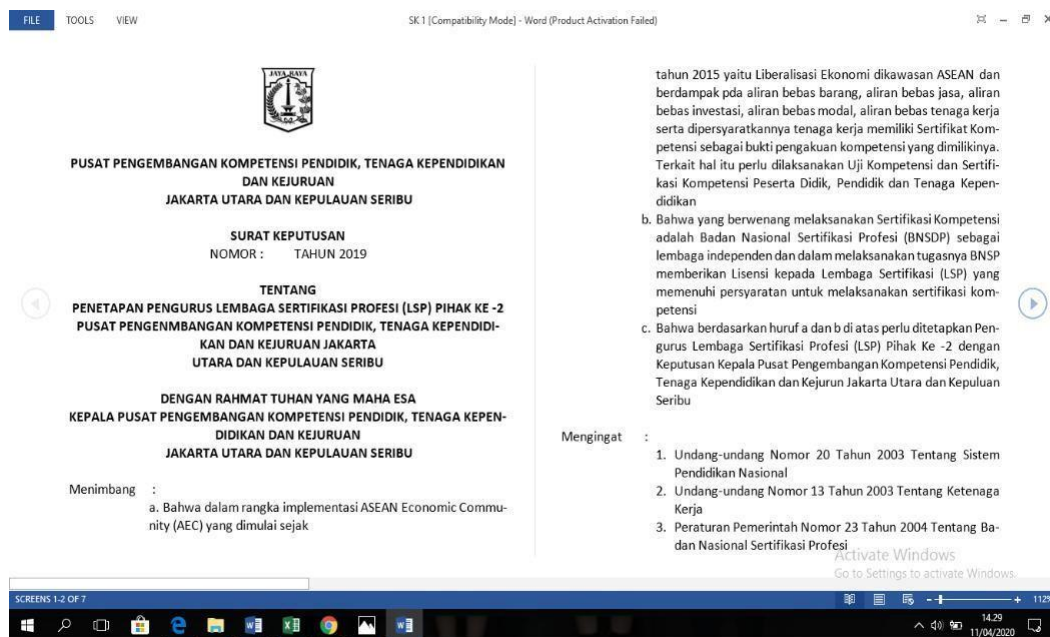 FILE TOOLS VIEW SK 1 [Compatibility Mode] - Word (Product Activation Failed)
JAYA RAYA
PUSAT PENGEMBANGAN KOMPETENSI PENDIDIK, TENAGA KEPENDIDIKAN
DAN KEJURUAN
JAKARTA UTARA DAN KEPULAUAN SERIBU
SURAT KEPUTUSAN
NOMOR : TAHUN 2019
TENTANG
PENETAPAN PENGURUS LEMBAGA SERTIFIKASI PROFESI (LSP) PIHAK KE -2
PUSAT PENGENMBANGAN KOMPETENSI PENDIDIK, TENAGA KEPENDIDI-
KAN DAN KEJURUAN JAKARTA
UTARA DAN KEPULAUAN SERIBU
DENGAN RAHMAT TUHAN YANG MAHA ESA
KEPALA PUSAT PENGEMBANGAN KOMPETENSI PENDIDIK, TENAGA KEPEN-
DIDIKAN DAN KEJURUAN
JAKARTA UTARA DAN KEPULAUAN SERIBU
Menimbang :
a. Bahwa dalam rangka implementasi ASEAN Economic Commu-
nity (AEC) yang dimulai sejak
tahun 2015 yaitu Liberalisasi Ekonomi dikawasan ASEAN dan
berdampak pda aliran bebas barang, aliran bebas jasa, aliran
bebas investasi, aliran bebas modal, aliran bebas tenaga kerja
serta dipersyaratkannya tenaga kerja memiliki Sertifikat Kom-
petensi sebagai bukti pengakuan kompetensi yang dimilikinya.
Terkait hal itu perlu dilaksanakan Uji Kompetensi dan Sertifi-
kasi Kompetensi Peserta Didik, Pendidik dan Tenaga Kepen-
didikan
b. Bahwa yang berwenang melaksanakan Sertifikasi Kompetensi
adalah Badan Nasional Sertifikasi Profesi (BNSDP) sebagai
lembaga independen dan dalam melaksanakan tugasnya BNSP
memberikan Lisensi kepada Lembaga Sertifikasi (LSP) yang
memenuhi persyaratan untuk melaksanakan sertifikasi kom-
petensi
c. Bahwa berdasarkan huruf a dan b di atas perlu ditetapkan Pen-
gurus Lembaga Sertifikasi Profesi (LSP) Pihak Ke -2 dengan
Keputusan Kepala Pusat Pengembangan Kompetensi Pendidik,
Tenaga Kependidikan dan Kejurun Jakarta Utara dan Kepuluan
Seribu
Mengingat :
1. Undang-undang Nomor 20 Tahun 2003 Tentang Sistem
Pendidikan Nasional
2. Undang-undang Nomor 13 Tahun 2003 Tentang Ketenaga
Kerja
3. Peraturan Pemerintah Nomor 23 Tahun 2004 Tentang Ba-
dan Nasional Sertifikasi Profesi
Activate Windows
Go to Settings to activate Windows.
SCREENS 1-2 OF 7 112%
14.29
11/04/2020